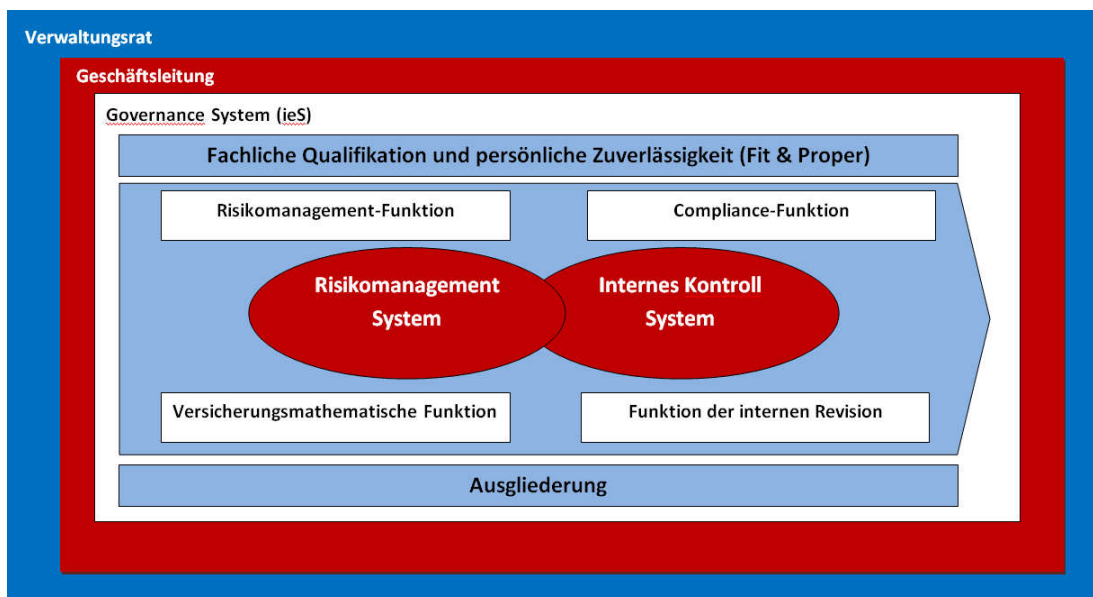 Verwaltungsrat
Geschäftsleitung
Governance System (ieS)
Fachliche Qualifikation und persönliche Zuverlässigkeit (Fit & Proper)
Risikomanagement-Funktion
Compliance-Funktion
Risikomanagement
System
Internes Kontroll
System
Versicherungsmathematische Funktion
Funktion der internen Revision
Ausgliederung